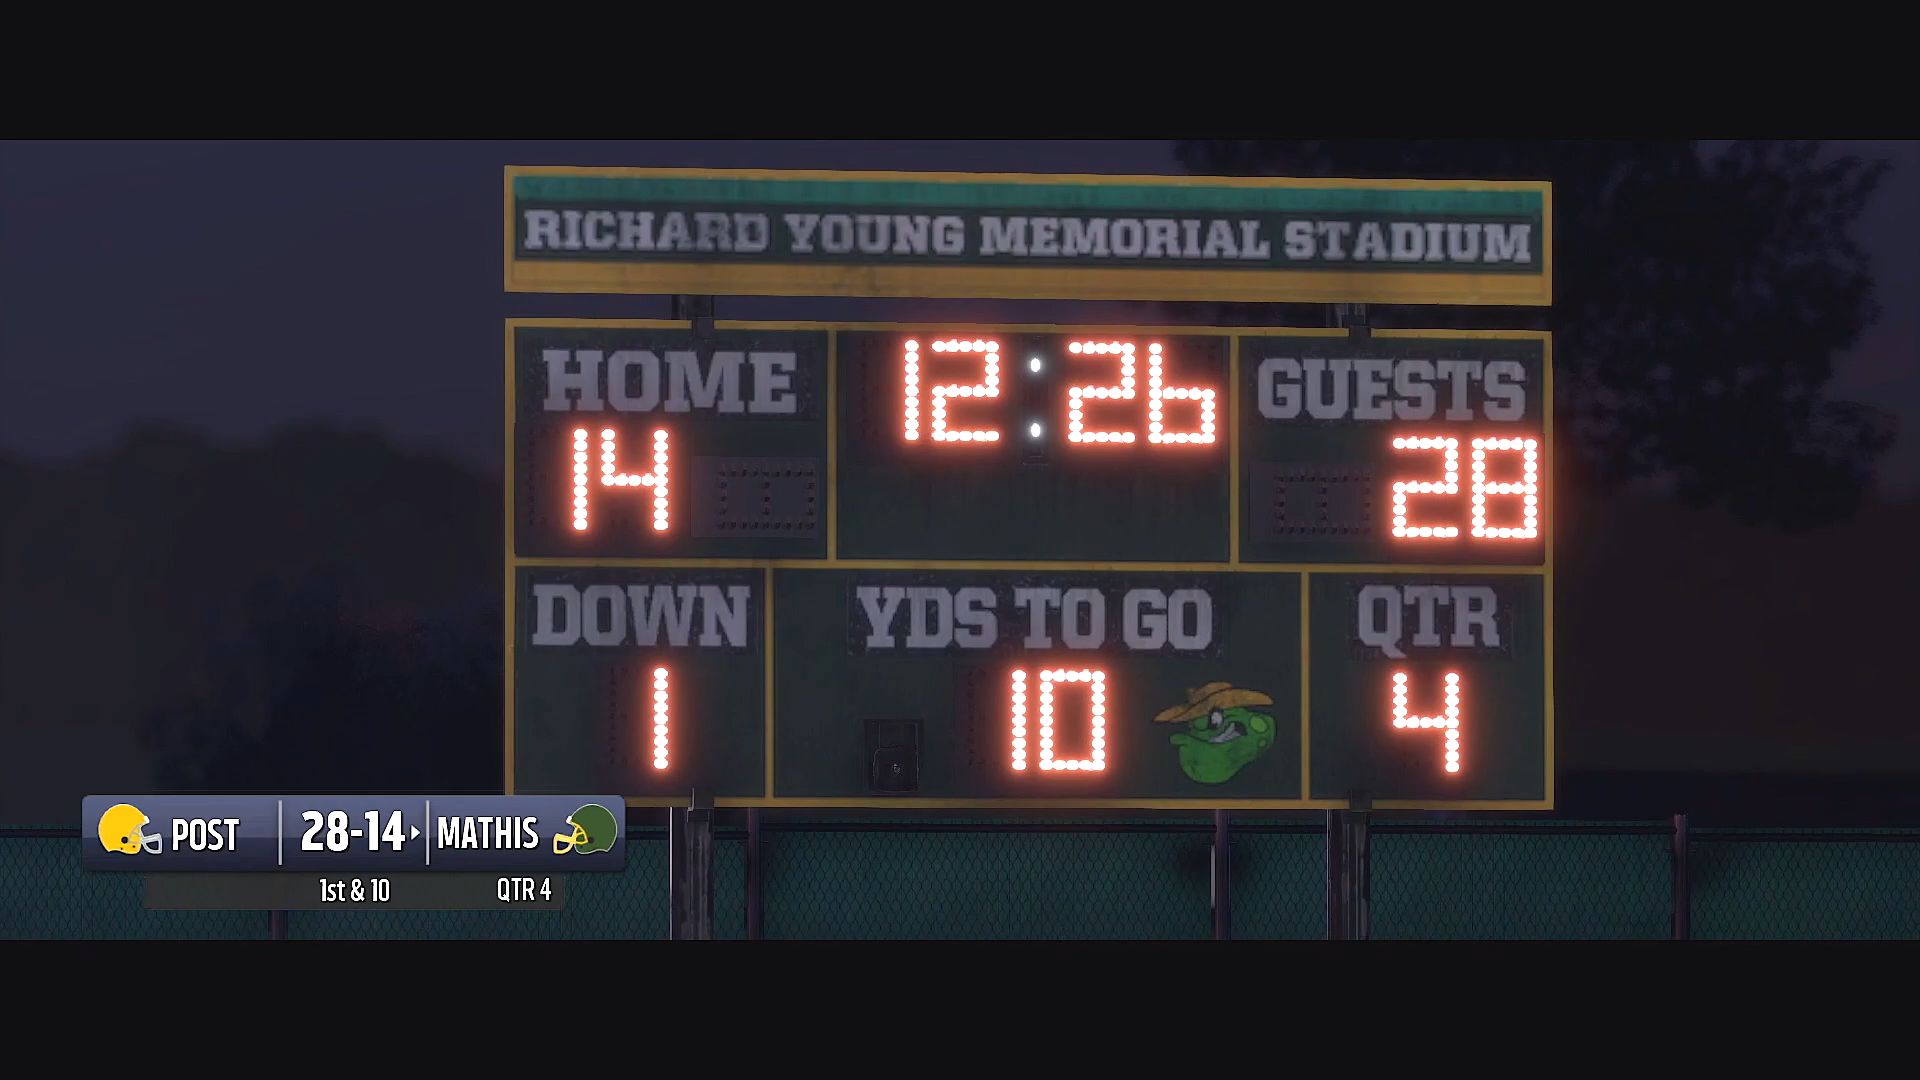 RICHARD YOUNG MEMORIAL STADIUM
HOME 12:26 GUESTS
14 28
DOWN YDS TO GO QTR
1 10 4
POST 28-14 MATHIS
1st & 10 QTR 4